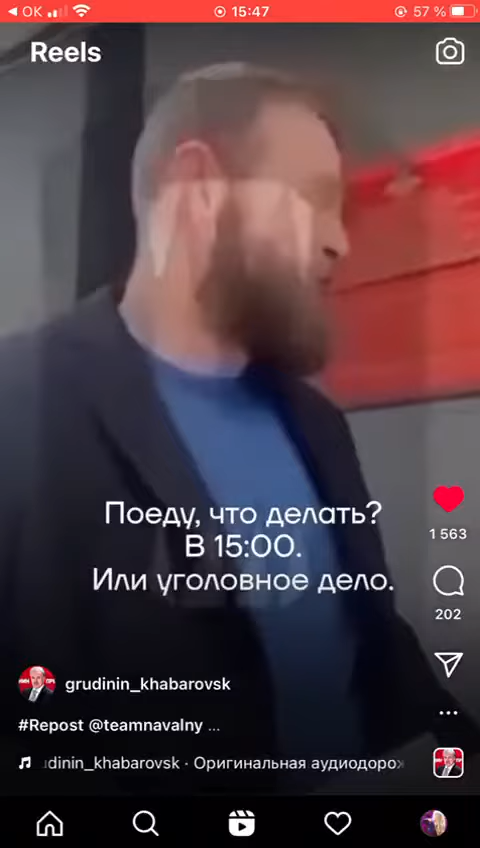 OK
15:47
57 %
Reels
Поеду, что делать?
В 15:00.
Или уголовное дело.
1 563
202
grudinin_khabarovsk
#Repost @teamnavalny ...
dinin_khabarovsk · Оригинальная аудиодорож